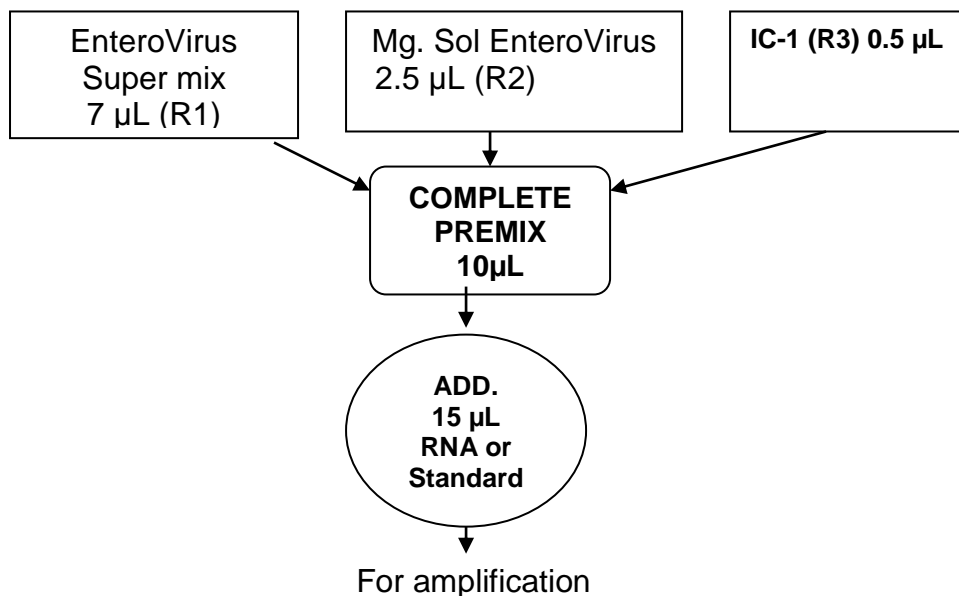 EnteroVirus
Super mix
7 µL (R1)
Mg. Sol EnteroVirus
2.5 µL (R2)
IC-1 (R3) 0.5 µL
COMPLETE
PREMIX
10µL
ADD.
15 µL
RNA or
Standard
For amplification